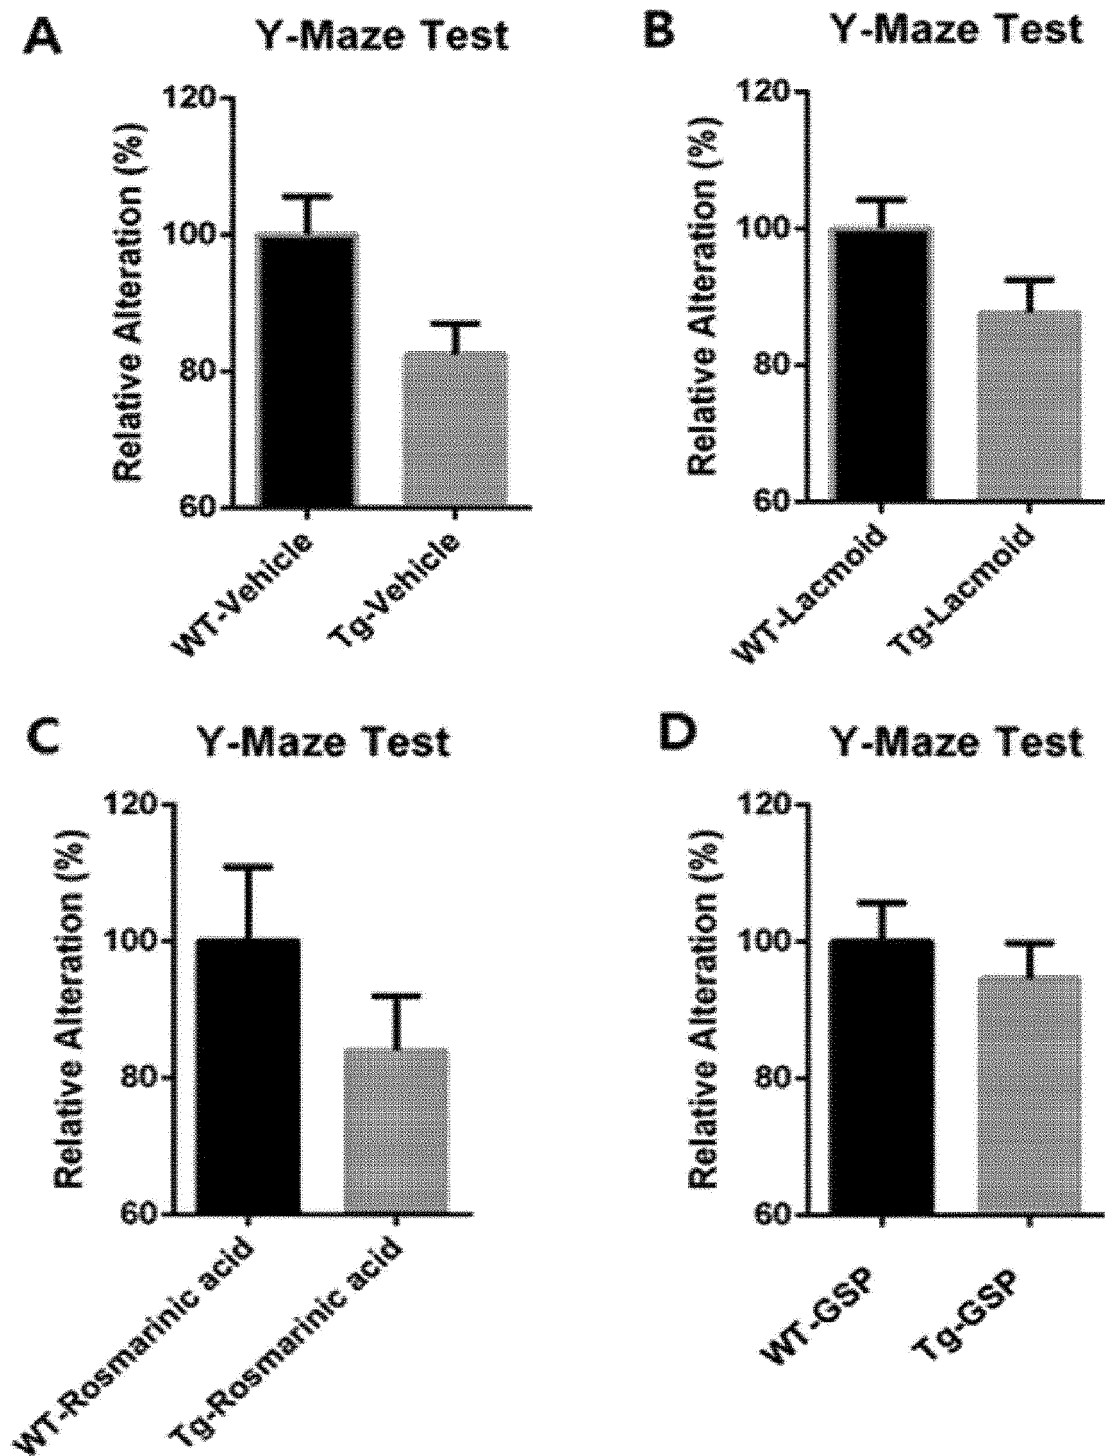 A
Y-Maze Test
Relative Alteration (%)
120
100
80
60
WT-Vehicle
Tg-Vehicle
B
Y-Maze Test
Relative Alteration (%)
120
100
80
60
WT-Lacmoid
Tg-Lacmoid
C
Y-Maze Test
Relative Alteration (%)
120
100
80
60
WT-Rosmarinic acid
Tg-Rosmarinic acid
D
Y-Maze Test
Relative Alteration (%)
120
100
80
60
WT-GSP
Tg-GSP